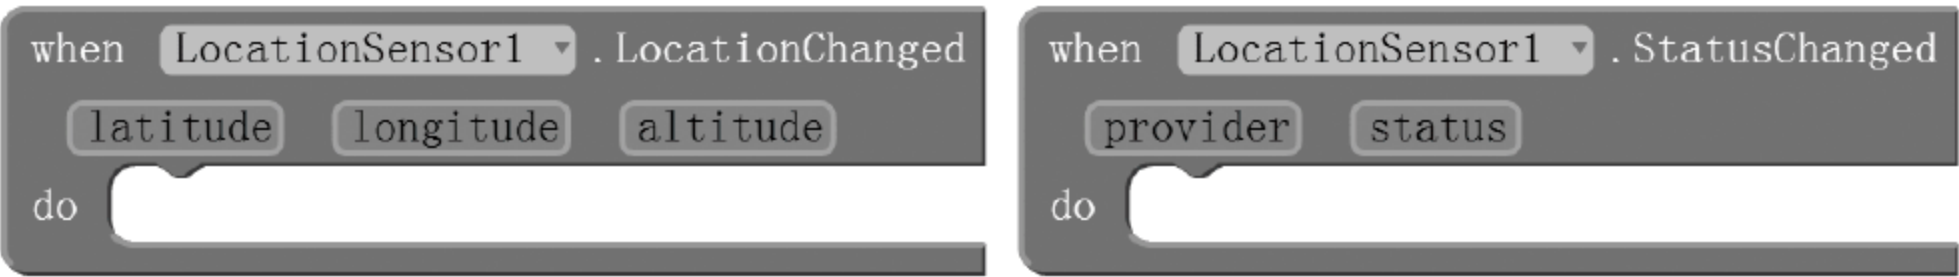 when LocationSensor1 .LocationChanged
latitude longitude altitude
do
when LocationSensor1 .StatusChanged
provider status
do